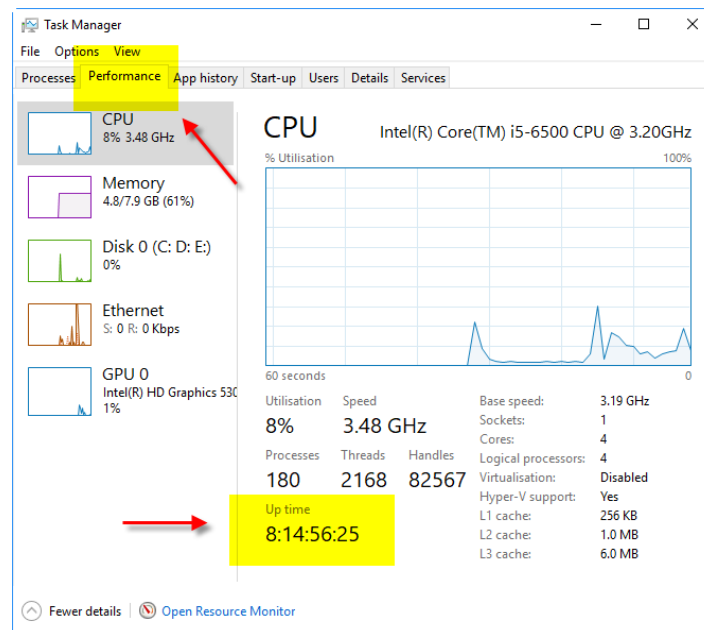 Task Manager
File Options View
Processes Performance App history Start-up Users Details Services
CPU
8% 3.48 GHz
Memory
4.8/7.9 GB (61%)
Disk 0 (C: D: E:)
0%
Ethernet
S: 0 R: 0 Kbps
GPU 0
Intel(R) HD Graphics 530
1%
CPU Intel(R) Core(TM) i5-6500 CPU @ 3.20GHz
% Utilisation 100%
60 seconds 0
Utilisation Speed
8% 3.48 GHz
Processes Threads Handles
180 2168 82567
Up time
8:14:56:25
Base speed: 3.19 GHz
Sockets: 1
Cores: 4
Logical processors: 4
Virtualisation: Disabled
Hyper-V support: Yes
L1 cache: 256 KB
L2 cache: 1.0 MB
L3 cache: 6.0 MB
Fewer details Open Resource Monitor